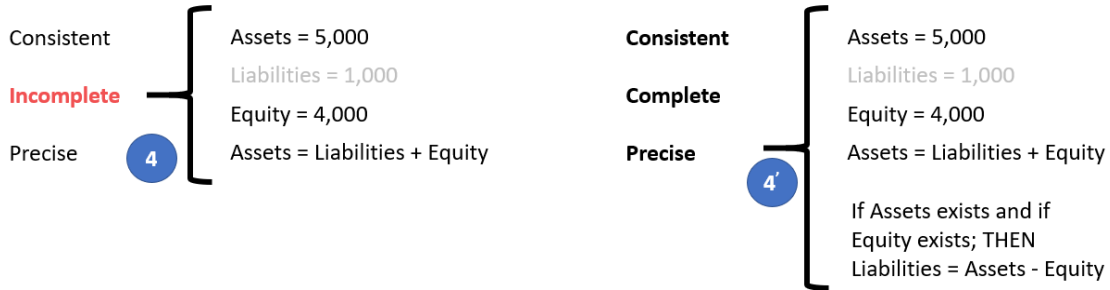 Consistent
Incomplete
Precise
4
Assets = 5,000
Liabilities = 1,000
Equity = 4,000
Assets = Liabilities + Equity
Consistent
Complete
Precise
4′
Assets = 5,000
Liabilities = 1,000
Equity = 4,000
Assets = Liabilities + Equity
If Assets exists and if
Equity exists; THEN
Liabilities = Assets - Equity